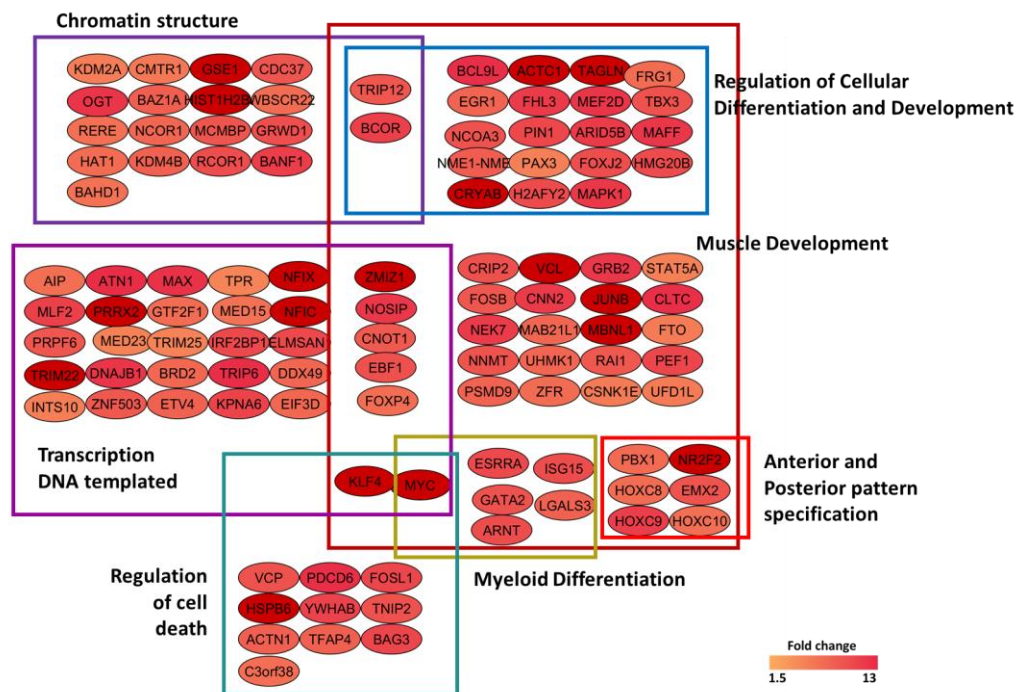 Chromatin structure
KDM2A CMTR1 GSE1 CDC37
OGT BAZ1A HIST1H2B WBSCR22
RERE NCOR1 MCMBP GRWD1
HAT1 KDM4B RCOR1 BANF1
BAHD1
TRIP12
BCOR
BCL9L ACTC1 TAGLN FRG1
EGR1 FHL3 MEF2D TBX3
NCOA3 PIN1 ARID5B MAFF
NME1-NME PAX3 FOXJ2 HMG20B
CRYAB H2AFY2 MAPK1
Regulation of Cellular
Differentiation and Development
Muscle Development
AIP ATN1 MAX TPR NFIX
MLF2 PRRX2 GTF2F1 MED15 NFIC
PRPF6 MED23 TRIM25 IRF2BP1 ELMSAN
TRIM22 DNAJB1 BRD2 TRIP6 DDX49
INTS10 ZNF503 ETV4 KPNA6 EIF3D
ZMIZ1
NOSIP
CNOT1
EBF1
FOXP4
CRIP2 VCL GRB2 STAT5A
FOSB CNN2 JUNB CLTC
NEK7 MAB21L1 MBNL1 FTO
NNMT UHMK1 RAI1 PEF1
PSMD9 ZFR CSNK1E UFD1L
Transcription
DNA templated
KLF4 MYC
ESRRA ISG15
GATA2 LGALS3
ARNT
PBX1 NR2F2
HOXC8 EMX2
HOXC9 HOXC10
Anterior and
Posterior pattern
specification
Myeloid Differentiation
Regulation
of cell
death
VCP PDCD6 FOSL1
HSPB6 YWHAB TNIP2
ACTN1 TFAP4 BAG3
C3orf38
Fold change
1.5 13